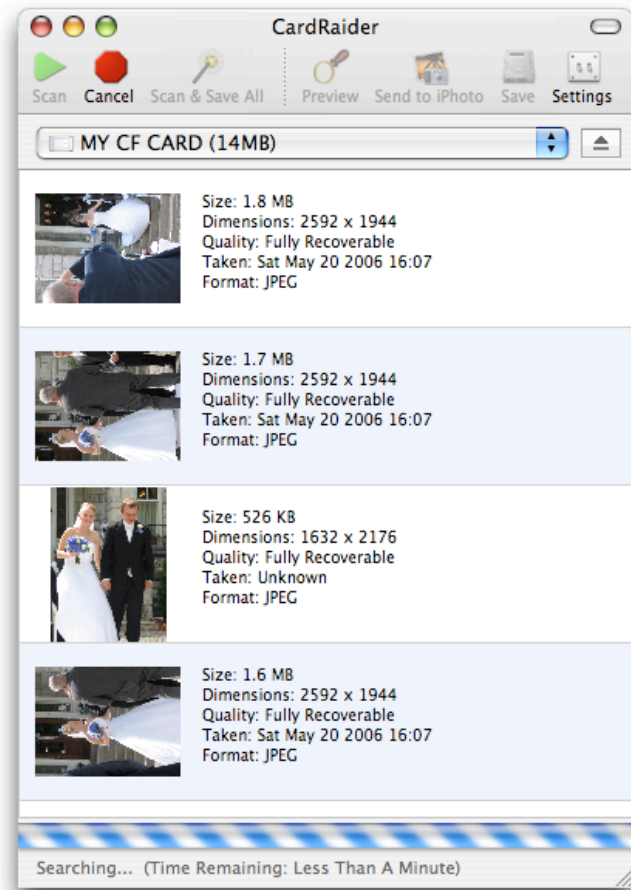 CardRaider
Scan Cancel Scan & Save All Preview Send to iPhoto Save Settings
MY CF CARD (14MB)
Size: 1.8 MB
Dimensions: 2592 x 1944
Quality: Fully Recoverable
Taken: Sat May 20 2006 16:07
Format: JPEG
Size: 1.7 MB
Dimensions: 2592 x 1944
Quality: Fully Recoverable
Taken: Sat May 20 2006 16:07
Format: JPEG
Size: 526 KB
Dimensions: 1632 x 2176
Quality: Fully Recoverable
Taken: Unknown
Format: JPEG
Size: 1.6 MB
Dimensions: 2592 x 1944
Quality: Fully Recoverable
Taken: Sat May 20 2006 16:07
Format: JPEG
Searching... (Time Remaining: Less Than A Minute)